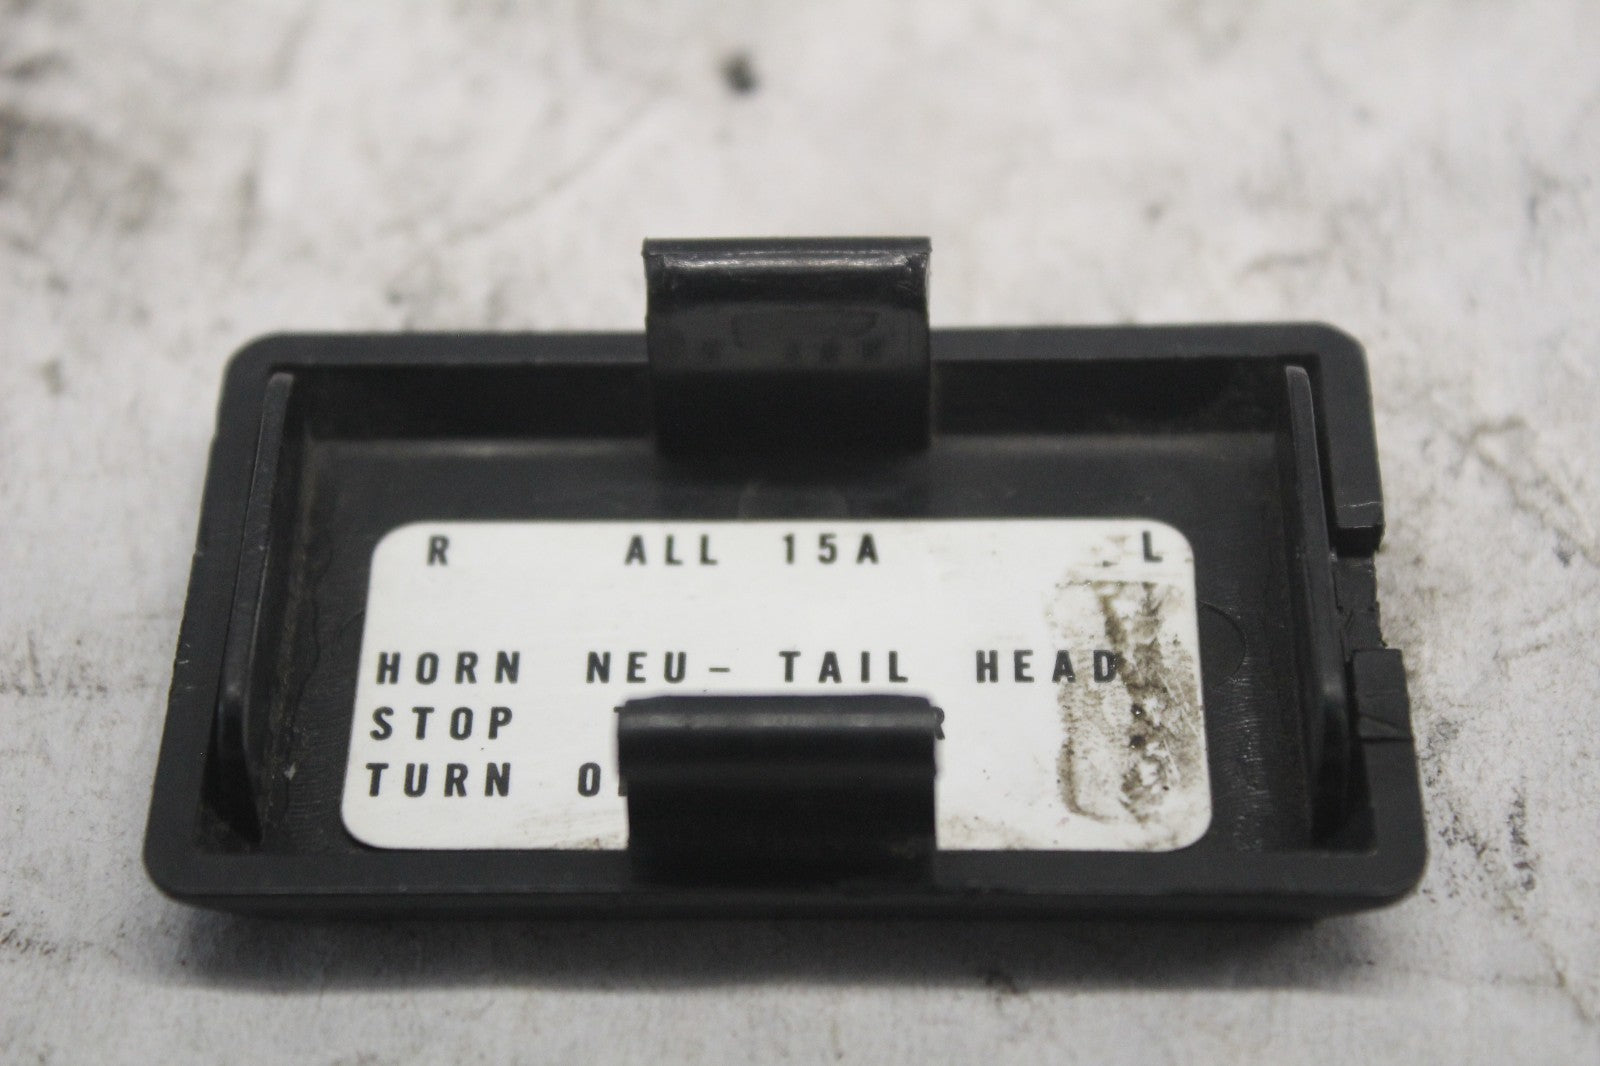 R ALL 15A L
HORN NEU- TAIL HEAD
STOP
TURN